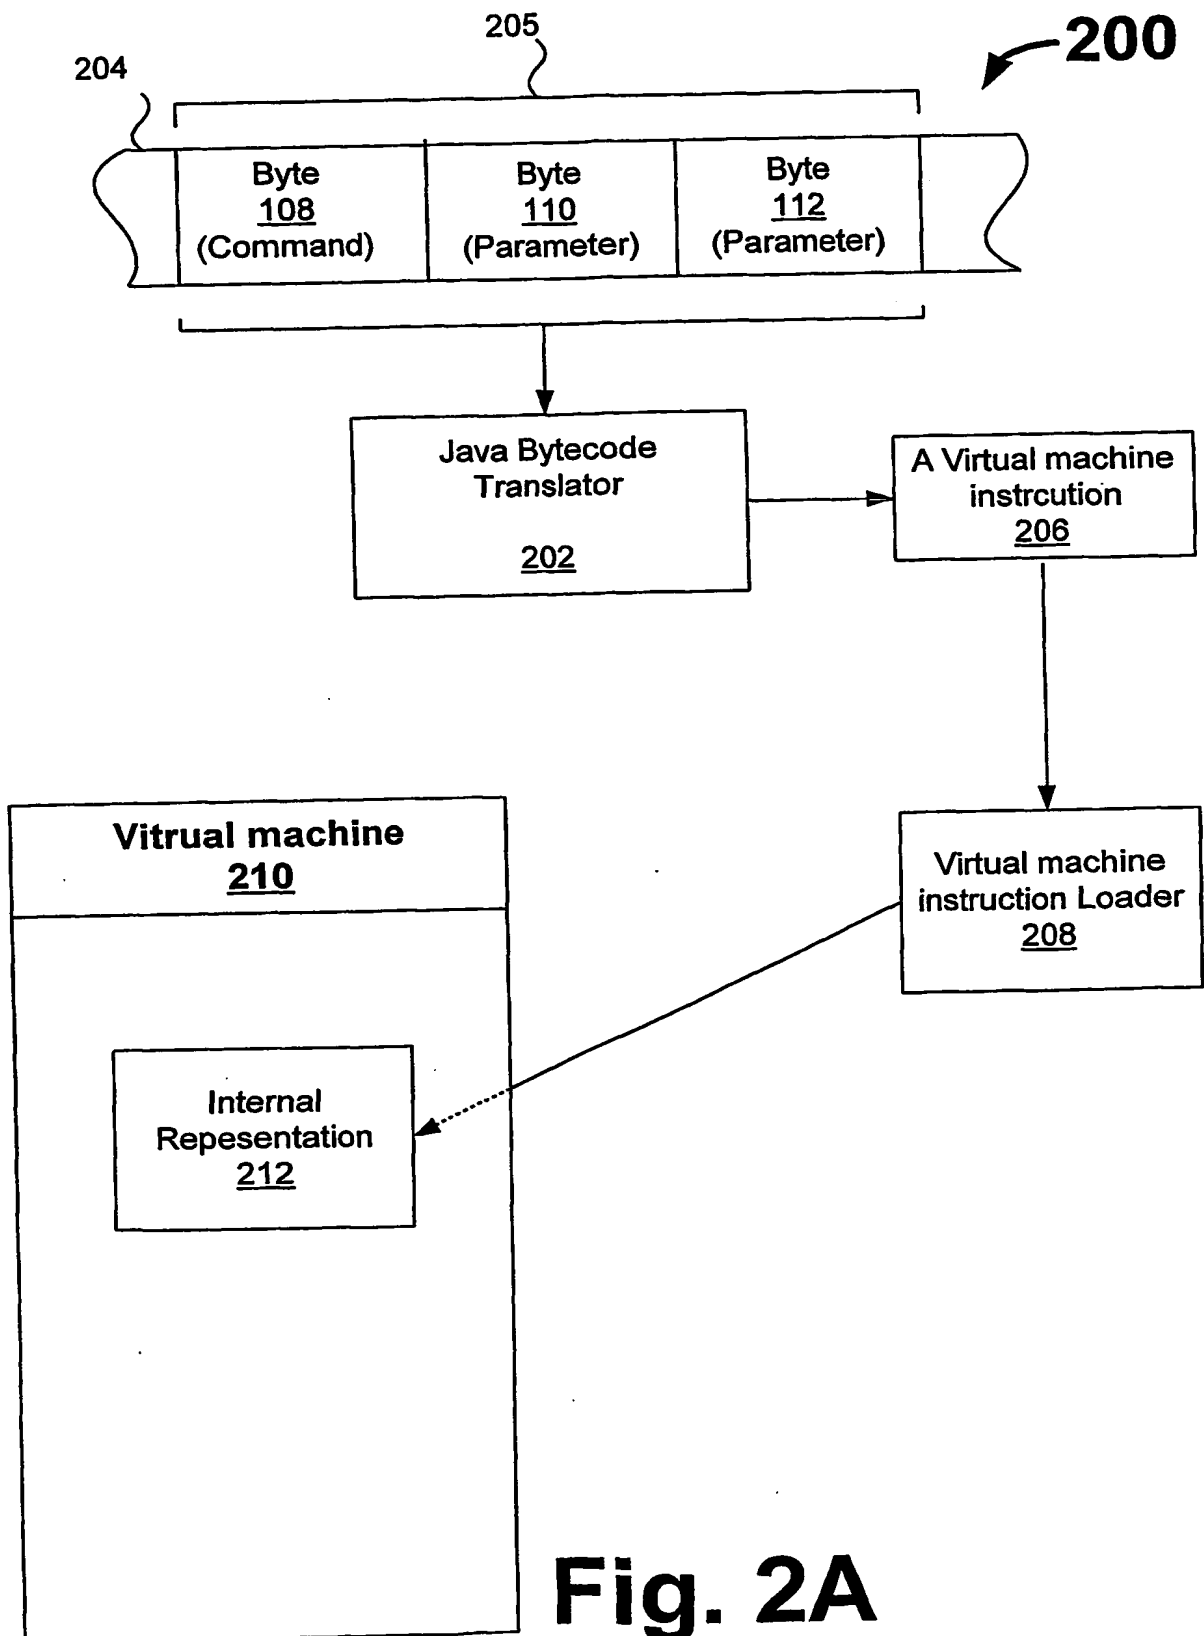 205
200
204
Byte
108
(Command)
Byte
110
(Parameter)
Byte
112
(Parameter)
Java Bytecode
Translator
202
A Virtual machine
instrcution
206
Vitrual machine
210
Virtual machine
instruction Loader
208
Internal
Repesentation
212
Fig. 2A